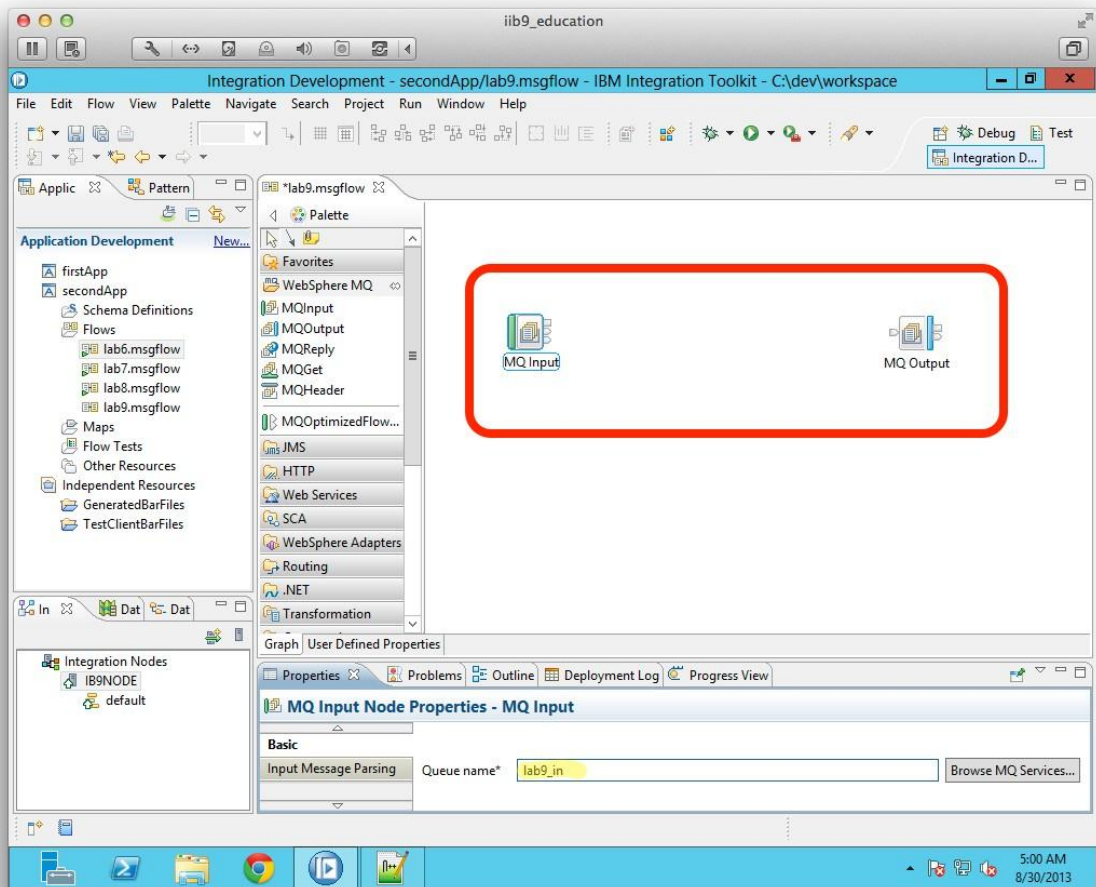 iib9_education
Integration Development - secondApp/lab9.msgflow - IBM Integration Toolkit - C:\dev\workspace
File Edit Flow View Palette Navigate Search Project Run Window Help
Debug Test
Integration D...
Applic Pattern
Application Development New...
firstApp
secondApp
Schema Definitions
Flows
lab6.msgflow
lab7.msgflow
lab8.msgflow
lab9.msgflow
Maps
Flow Tests
Other Resources
Independent Resources
GeneratedBarFiles
TestClientBarFiles
In Dat Dat
Integration Nodes
IB9NODE
default
*lab9.msgflow
Palette
Favorites
WebSphere MQ
MQInput
MQOutput
MQReply
MQGet
MQHeader
MQOptimizedFlow...
JMS
HTTP
Web Services
SCA
WebSphere Adapters
Routing
.NET
Transformation
MQ Input
MQ Output
Graph User Defined Properties
Properties Problems Outline Deployment Log Progress View
MQ Input Node Properties - MQ Input
Basic
Input Message Parsing
Queue name* lab9_in Browse MQ Services...
5:00 AM
8/30/2013